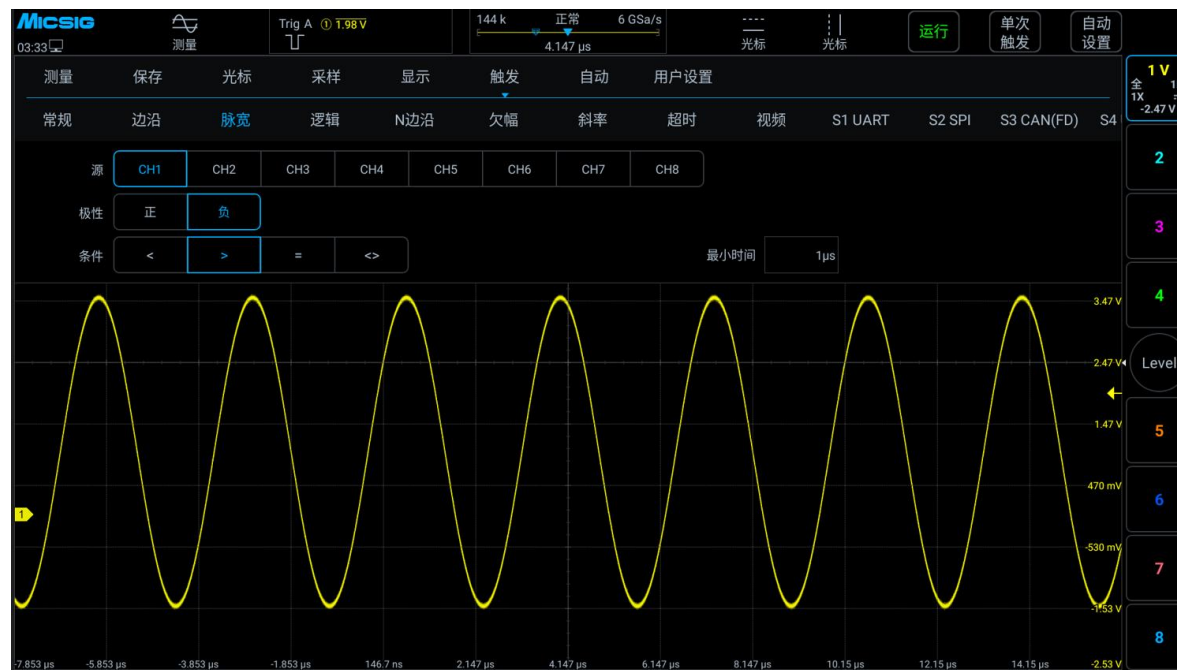 Micsig
03:33
测量
Trig A ① 1.98 V
144 k 正常 6 GSa/s
4.147 μs
光标
光标
运行
单次
触发
自动
设置
测量 保存 光标 采样 显示 触发 自动 用户设置
常规 边沿 脉宽 逻辑 N边沿 欠幅 斜率 超时 视频 S1 UART S2 SPI S3 CAN(FD) S4
源 CH1 CH2 CH3 CH4 CH5 CH6 CH7 CH8
极性 正 负
条件 < > = <> 最小时间 1μs
1 V
全 1
1X =
-2.47 V
2
3
4
Level
5
6
7
8
3.47 V
2.47 V
1.47 V
470 mV
-530 mV
-1.53 V
-2.53 V
1
-7.853 μs -5.853 μs -3.853 μs -1.853 μs 146.7 ns 2.147 μs 4.147 μs 6.147 μs 8.147 μs 10.15 μs 12.15 μs 14.15 μs